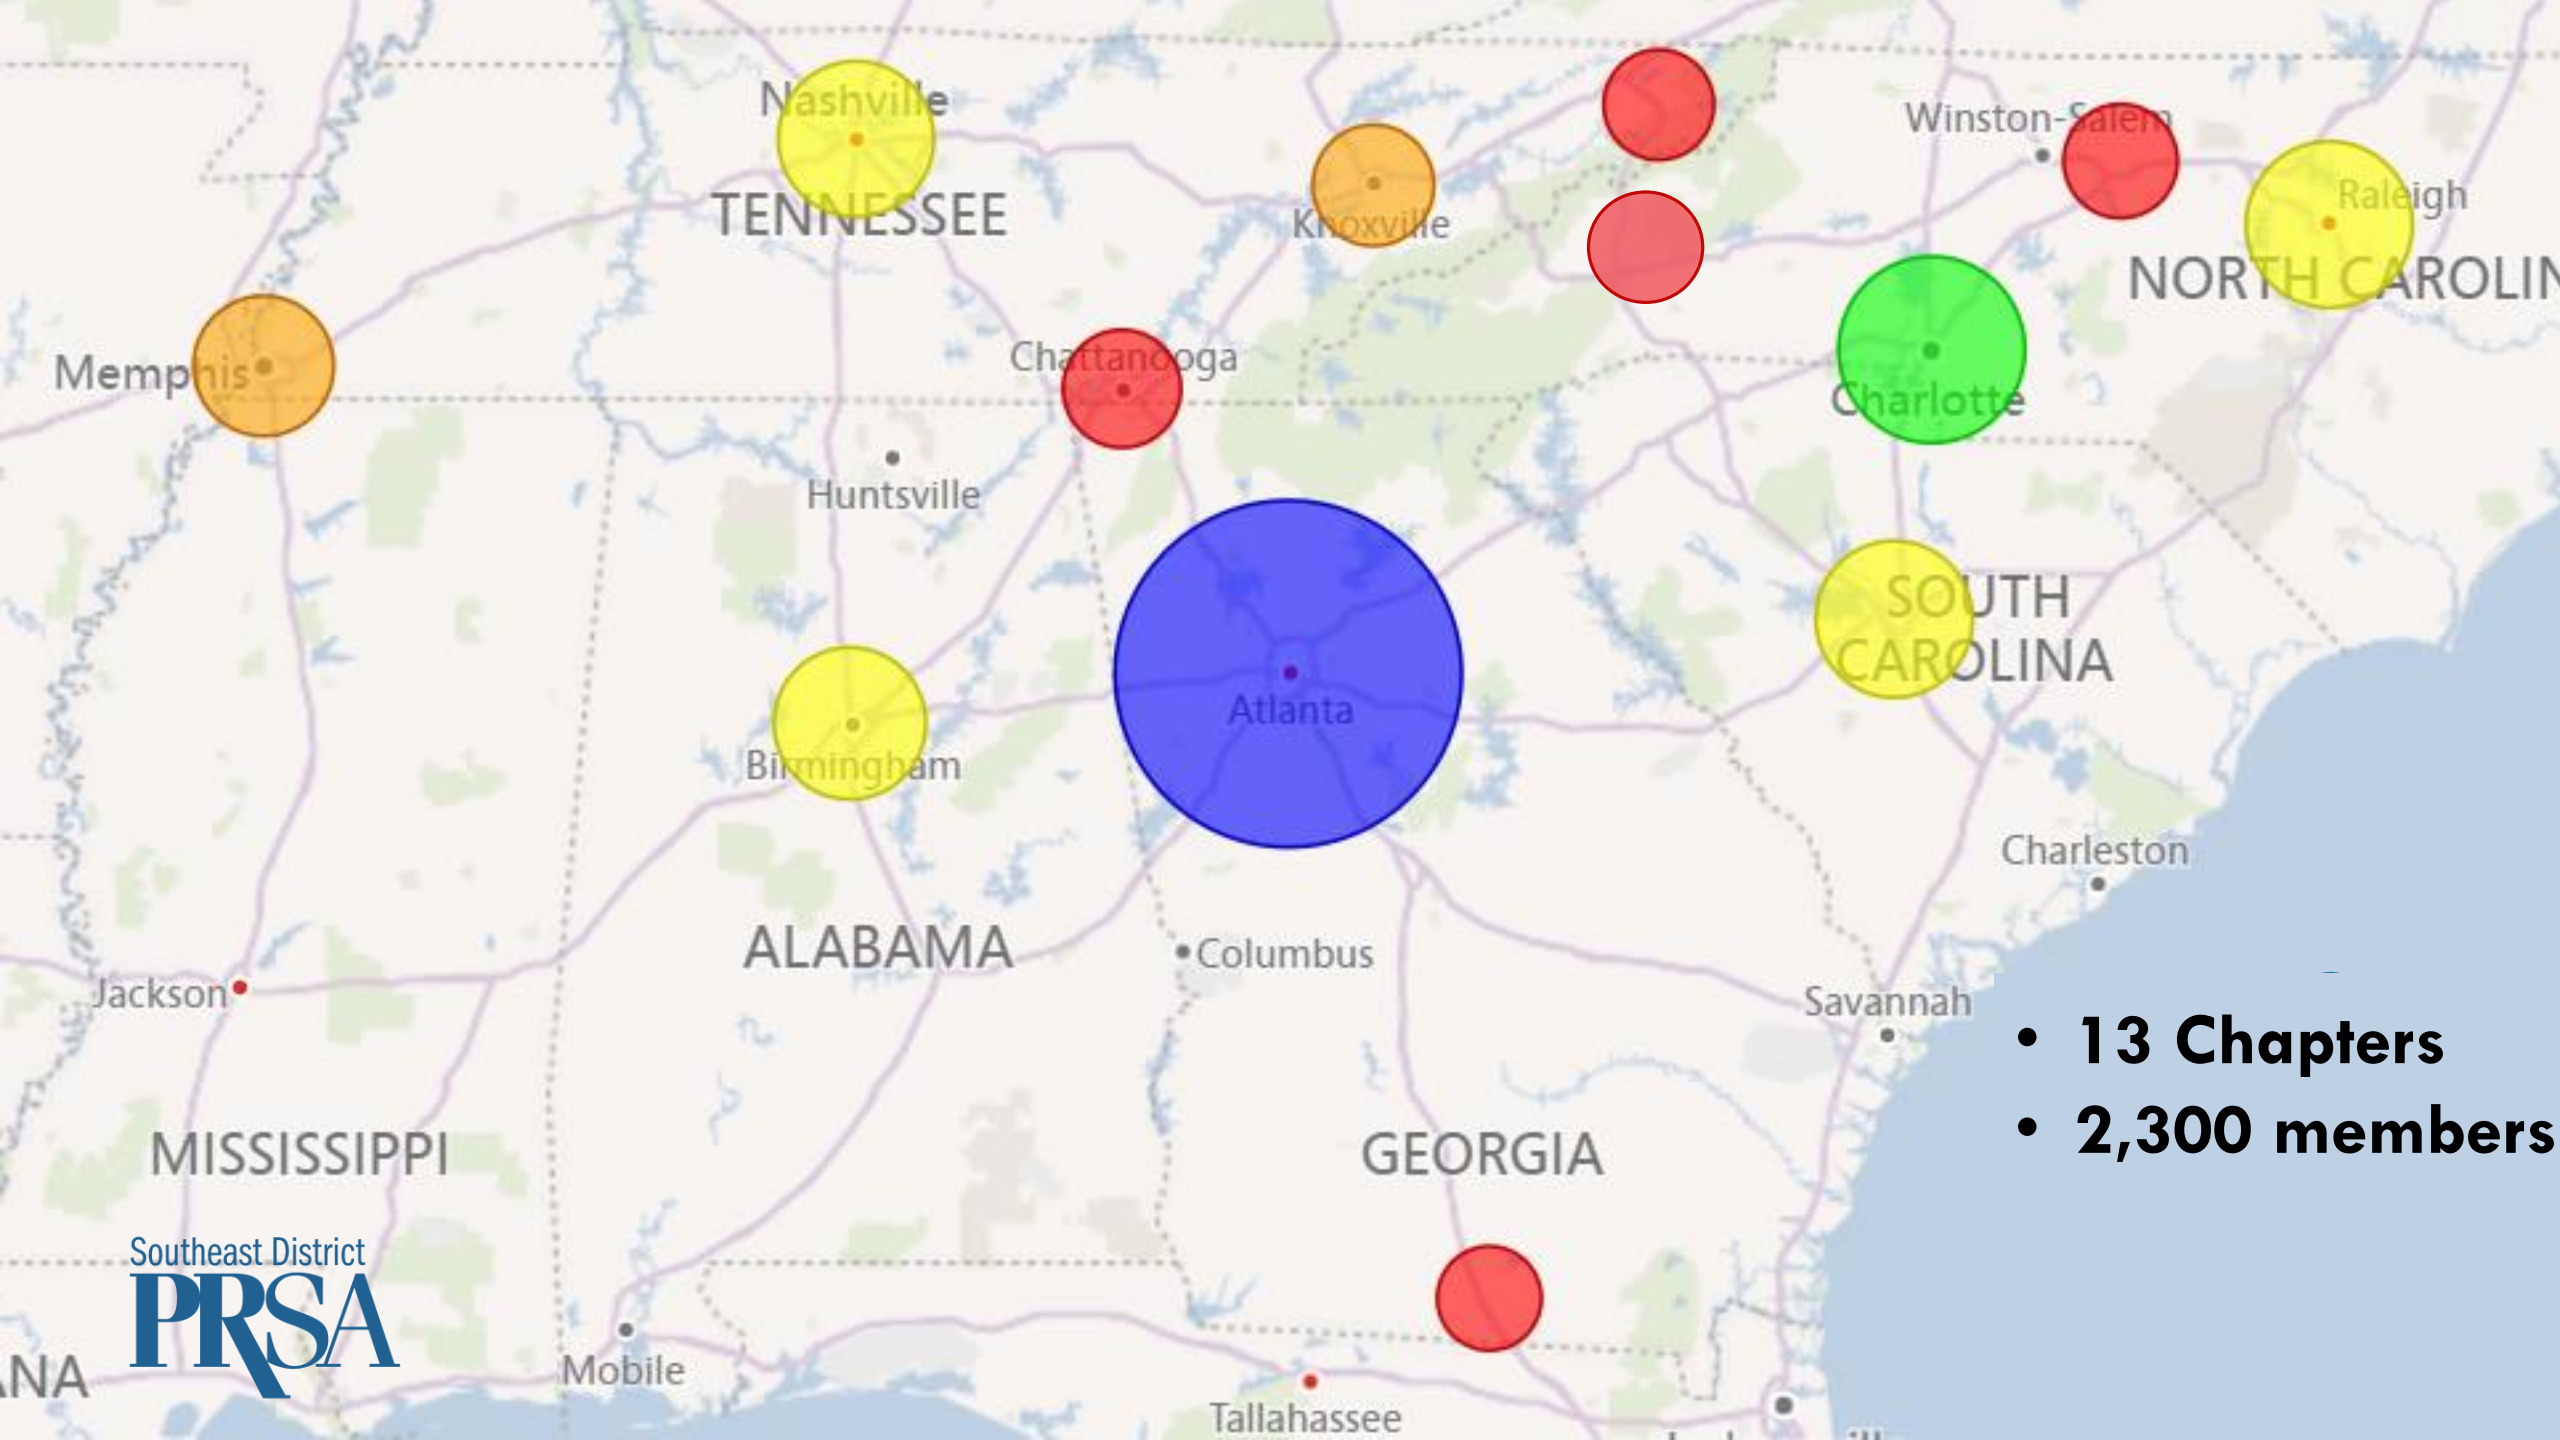 Nashville
Winston-Salem
Raleigh
TENNESSEE
Knoxville
NORTH CAROLIN
Memphis
Chattanooga
Charlotte
Huntsville
SOUTH
CAROLINA
Atlanta
Birmingham
Charleston
ALABAMA
Columbus
Jackson
Savannah
• 13 Chapters
• 2,300 members
MISSISSIPPI
GEORGIA
Southeast District
PRSA
ANA
Mobile
Tallahassee